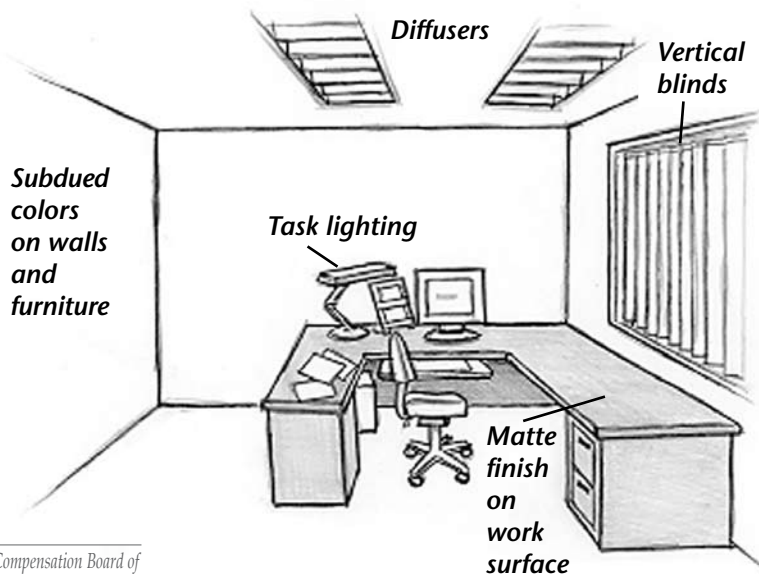 Diffusers
Vertical
blinds
Subdued
colors
on walls
and
furniture
Task lighting
Matte
finish
on
work
surface
Compensation Board of